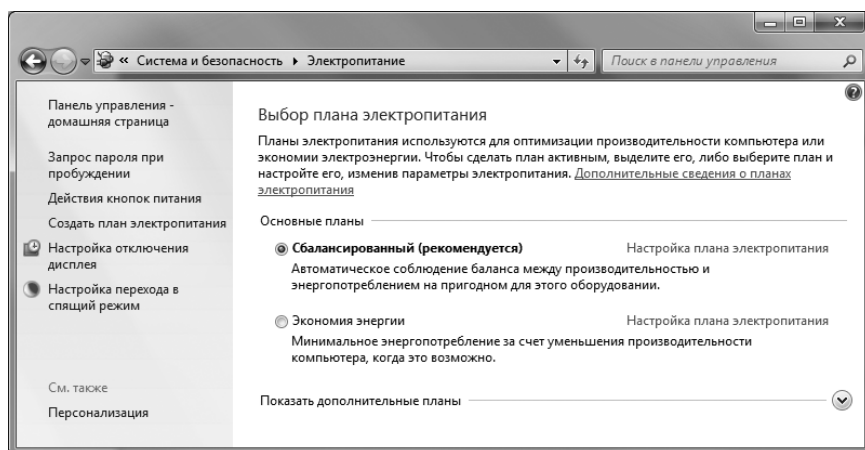 « Система и безопасность ▸ Электропитание
Поиск в панели управления
Панель управления -
домашняя страница
Запрос пароля при
пробуждении
Действия кнопок питания
Создать план электропитания
Настройка отключения
дисплея
Настройка перехода в
спящий режим
См. также
Персонализация
Выбор плана электропитания
Планы электропитания используются для оптимизации производительности компьютера или
экономии электроэнергии. Чтобы сделать план активным, выделите его, либо выберите план и
настройте его, изменив параметры электропитания. Дополнительные сведения о планах
электропитания
Основные планы
Сбалансированный (рекомендуется) Настройка плана электропитания
Автоматическое соблюдение баланса между производительностью и
энергопотреблением на пригодном для этого оборудовании.
Экономия энергии Настройка плана электропитания
Минимальное энергопотребление за счет уменьшения производительности
компьютера, когда это возможно.
Показать дополнительные планы